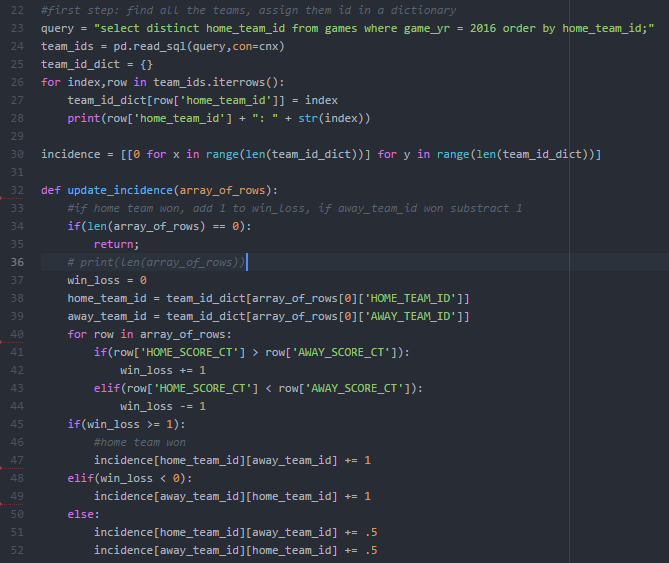 22 #first step: find all the teams, assign them id in a dictionary
23 query = "select distinct home_team_id from games where game_yr = 2016 order by home_team_id;"
24 team_ids = pd.read_sql(query,con=cnx)
25 team_id_dict = {}
26 for index,row in team_ids.iterrows():
27     team_id_dict[row['home_team_id']] = index
28     print(row['home_team_id'] + ": " + str(index))
29
30 incidence = [[0 for x in range(len(team_id_dict))] for y in range(len(team_id_dict))]
31
32 def update_incidence(array_of_rows):
33     #if home team won, add 1 to win_loss, if away_team_id won substract 1
34     if(len(array_of_rows) == 0):
35         return;
36     # print(len(array_of_rows))
37     win_loss = 0
38     home_team_id = team_id_dict[array_of_rows[0]['HOME_TEAM_ID']]
39     away_team_id = team_id_dict[array_of_rows[0]['AWAY_TEAM_ID']]
40     for row in array_of_rows:
41         if(row['HOME_SCORE_CT'] > row['AWAY_SCORE_CT']):
42             win_loss += 1
43         elif(row['HOME_SCORE_CT'] < row['AWAY_SCORE_CT']):
44             win_loss -= 1
45     if(win_loss >= 1):
46         #home team won
47         incidence[home_team_id][away_team_id] += 1
48     elif(win_loss < 0):
49         incidence[away_team_id][home_team_id] += 1
50     else:
51         incidence[home_team_id][away_team_id] += .5
52         incidence[away_team_id][home_team_id] += .5